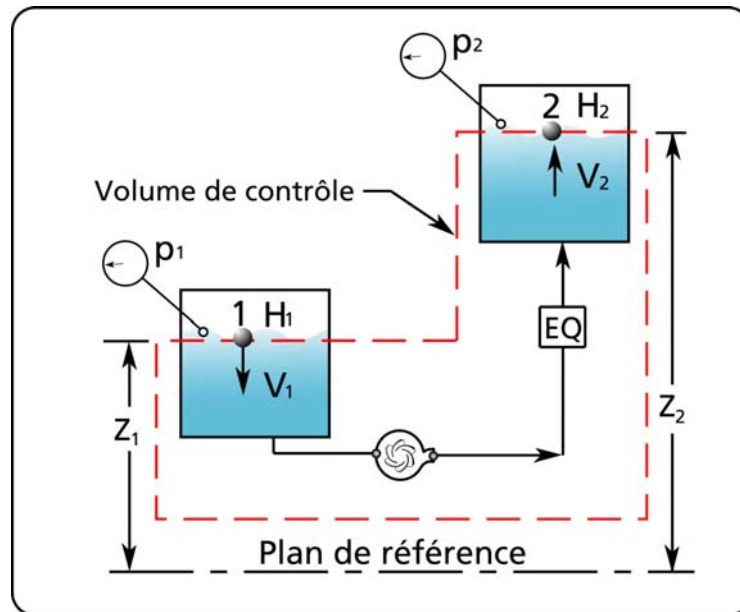 p₂
2 H₂
V₂
Volume de contrôle
p₁
1 H₁
V₁
EQ
Z₁
Z₂
Plan de référence